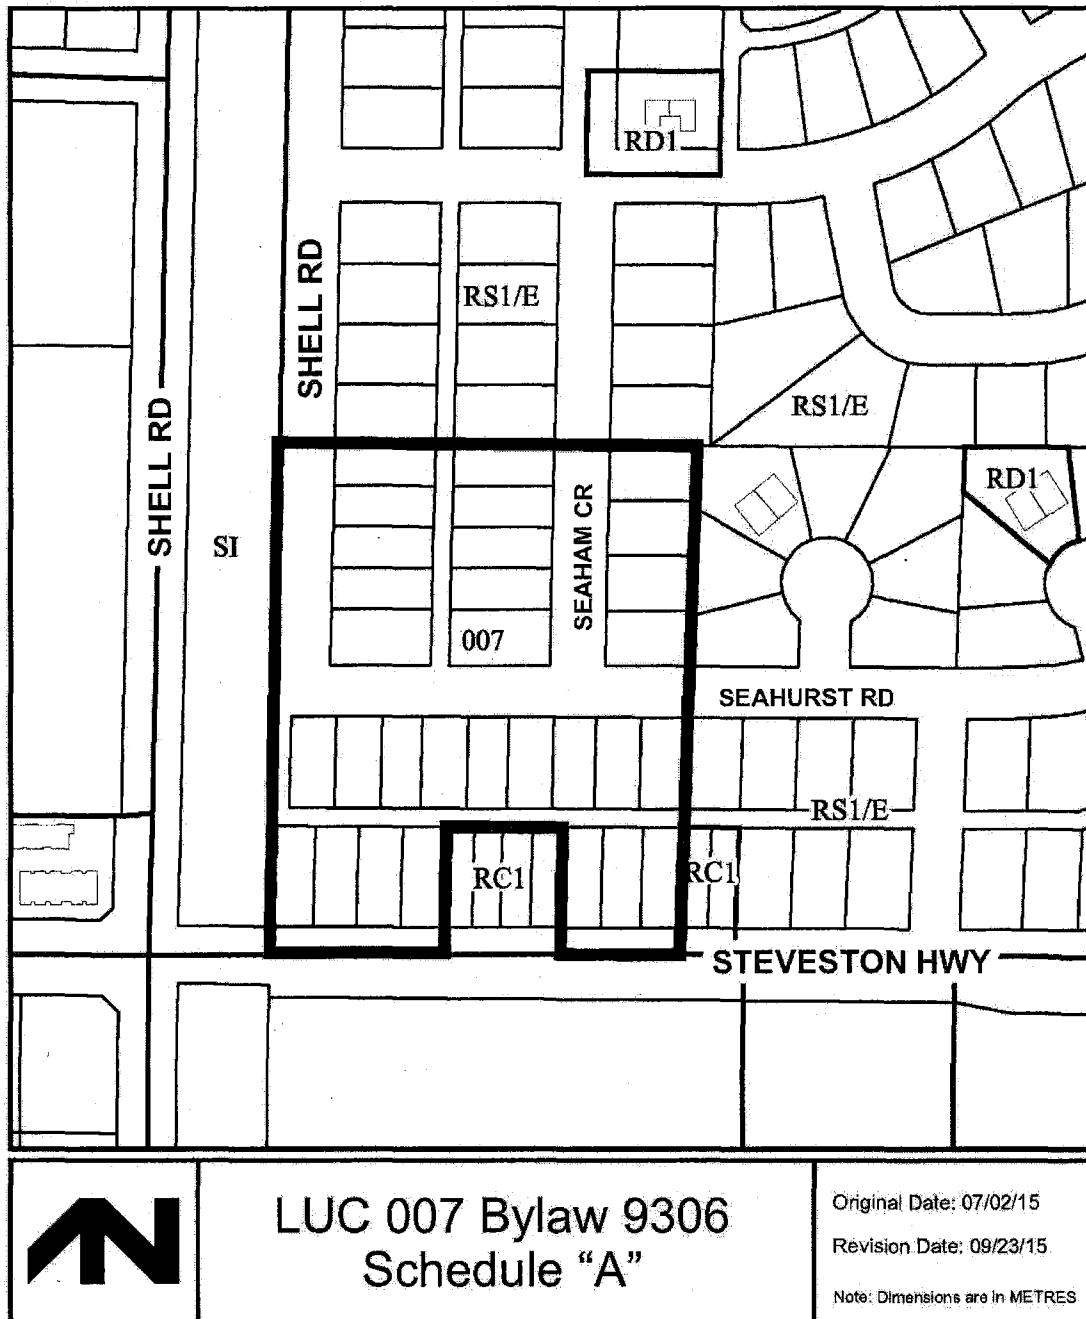 RD1
SHELL RD
RS1/E
RS1/E
SHELL RD
RD1
SI
SEAHAM CR
007
SEAHURST RD
RS1/E
RC1
RC1
STEVESTON HWY
LUC 007 Bylaw 9306
Schedule “A”
Original Date: 07/02/15
Revision Date: 09/23/15
Note: Dimensions are in METRES